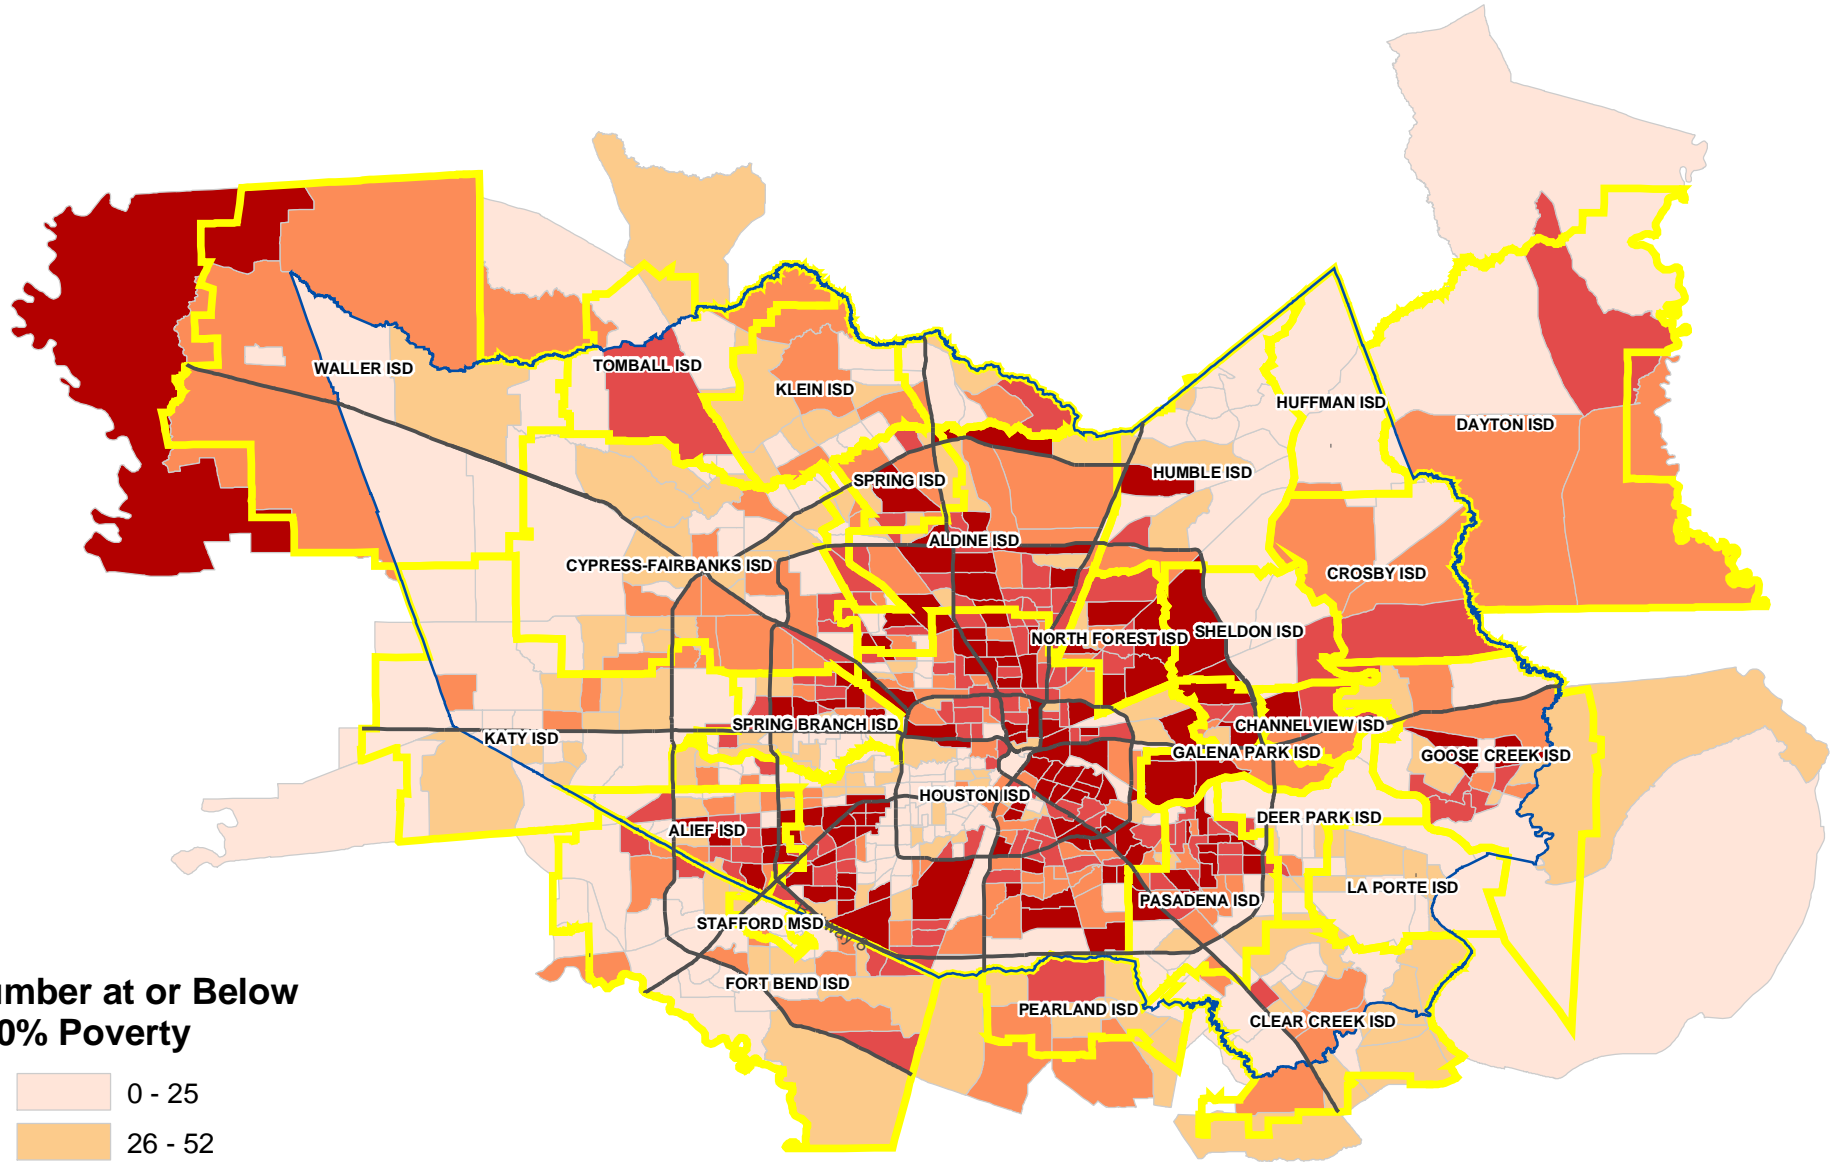 WALLER ISD
TOMBALL ISD
KLEIN ISD
HUFFMAN ISD
DAYTON ISD
SPRING ISD
HUMBLE ISD
ALDINE ISD
CYPRESS-FAIRBANKS ISD
CROSBY ISD
NORTH FOREST ISD
SHELDON ISD
SPRING BRANCH ISD
CHANNELVIEW ISD
KATY ISD
GALENA PARK ISD
GOOSE CREEK ISD
HOUSTON ISD
DEER PARK ISD
ALIEF ISD
LA PORTE ISD
PASADENA ISD
STAFFORD MSD
FORT BEND ISD
PEARLAND ISD
CLEAR CREEK ISD
umber at or Below
0% Poverty
0 - 25
26 - 52